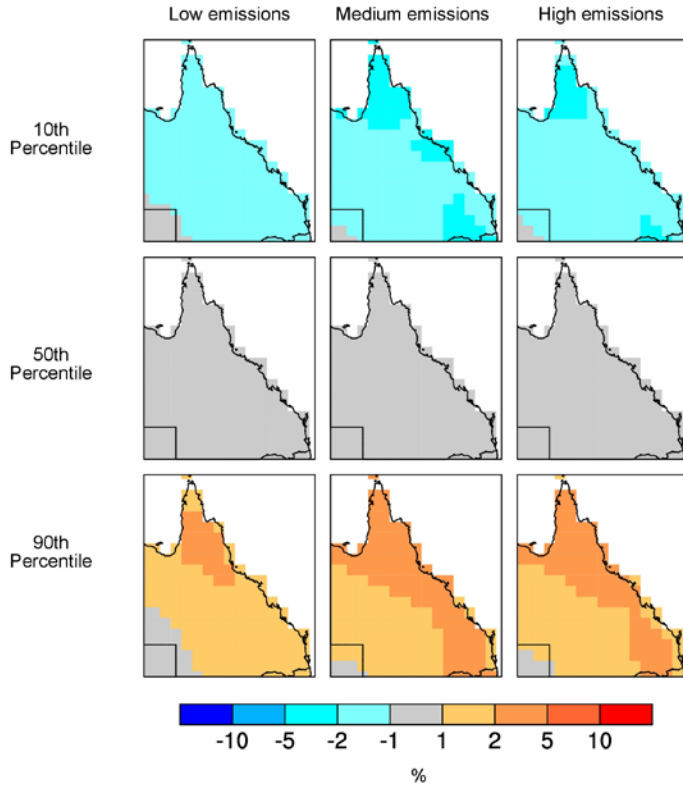 Low emissions Medium emissions High emissions
10th
Percentile
50th
Percentile
90th
Percentile
-10 -5 -2 -1 1 2 5 10
%